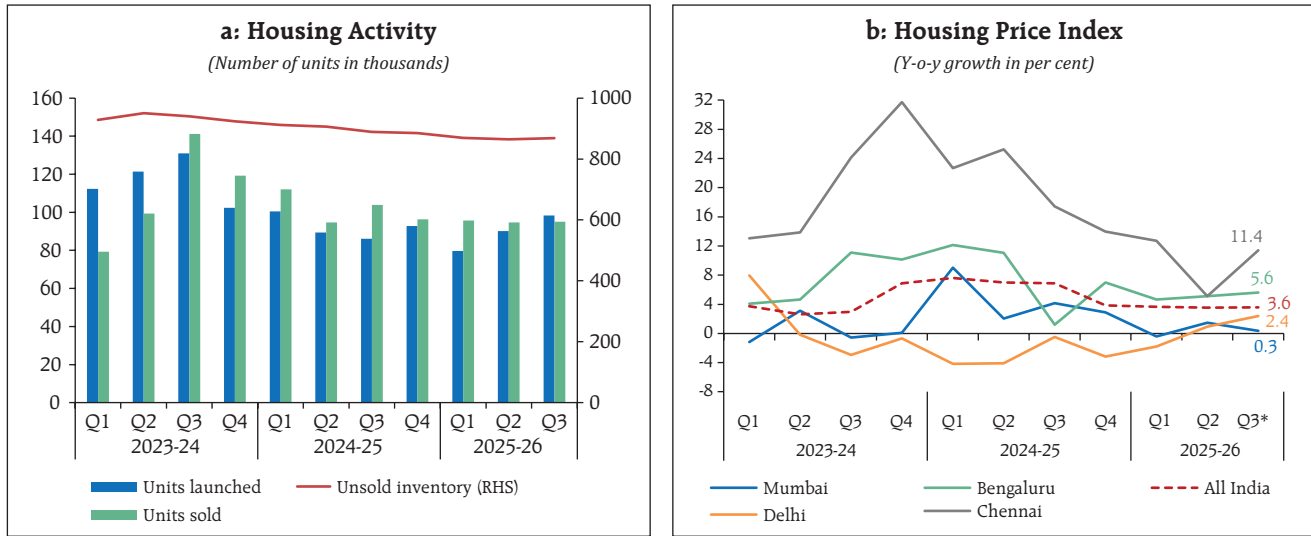 a: Housing Activity
(Number of units in thousands)
160
140
120
100
80
60
40
20
0
1000
800
600
400
200
0
Q1 Q2 Q3 Q4 Q1 Q2 Q3 Q4 Q1 Q2 Q3
2023-24 2024-25 2025-26
Units launched Unsold inventory (RHS)
Units sold
b: Housing Price Index
(Y-o-y growth in per cent)
32
28
24
20
16
12
8
4
0
-4
-8
11.4
5.6
3.6
2.4
0.3
Q1 Q2 Q3 Q4 Q1 Q2 Q3 Q4 Q1 Q2 Q3*
2023-24 2024-25 2025-26
Mumbai Bengaluru All India
Delhi Chennai